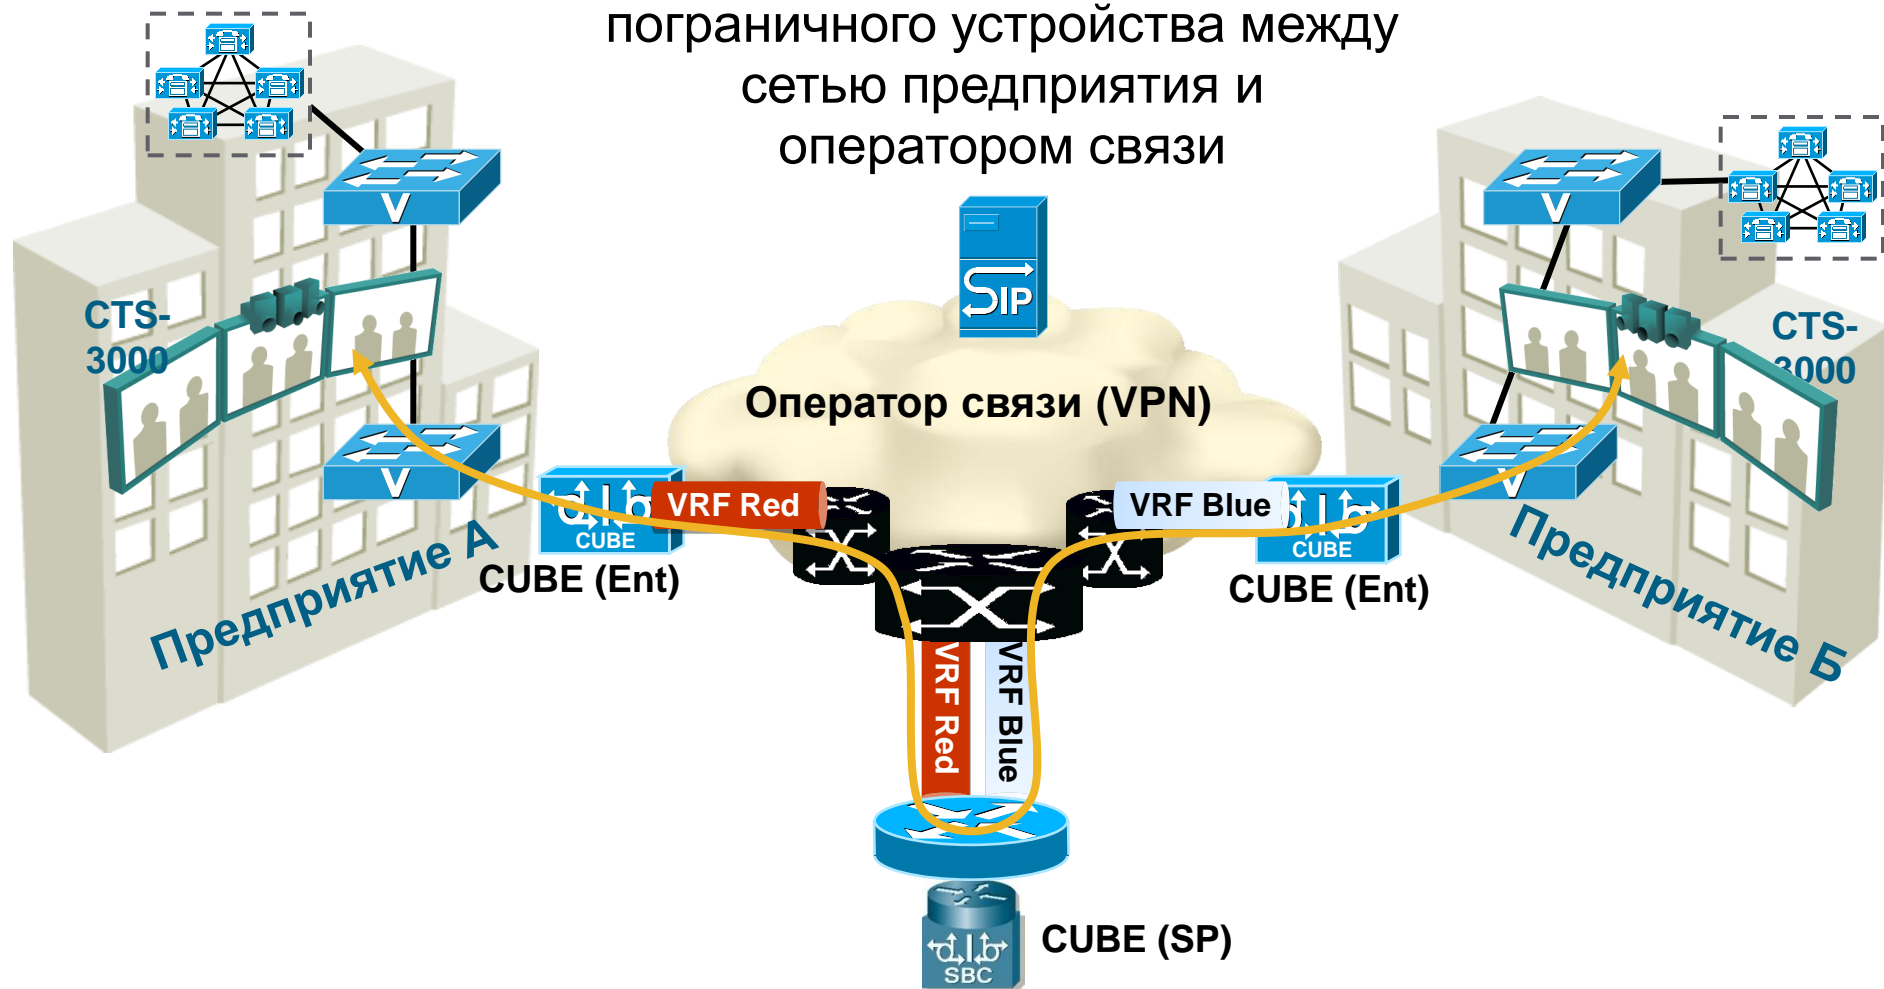 пограничного устройства между
сетью предприятия и
оператором связи
V
V
SIP
CTS-
3000
CTS-
3000
Оператор связи (VPN)
V
V
VRF Red
VRF Blue
CUBE
CUBE
CUBE (Ent)
CUBE (Ent)
Предприятие А
Предприятие Б
VRF Red
VRF Blue
CUBE (SP)
SBC